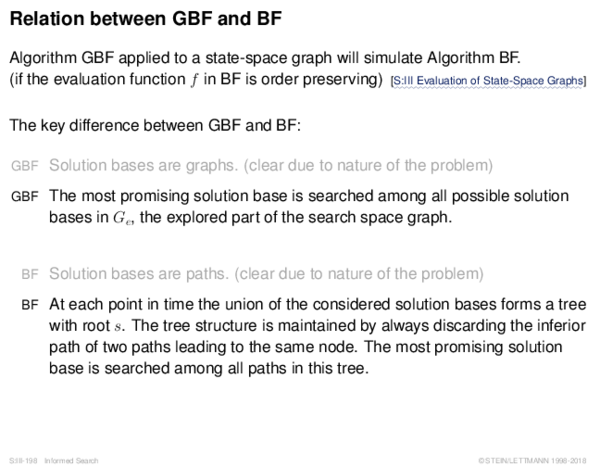 Relation between GBF and BF
Algorithm GBF applied to a state-space graph will simulate Algorithm BF.
(if the evaluation function f in BF is order preserving) [S:III Evaluation of State-Space Graphs]
The key difference between GBF and BF:
GBF Solution bases are graphs. (clear due to nature of the problem)
GBF The most promising solution base is searched among all possible solution
bases in Gₑ, the explored part of the search space graph.
BF Solution bases are paths. (clear due to nature of the problem)
BF At each point in time the union of the considered solution bases forms a tree
with root s. The tree structure is maintained by always discarding the inferior
path of two paths leading to the same node. The most promising solution
base is searched among all paths in this tree.
S:III-198 Informed Search
©STEIN/LETTMANN 1998-2018